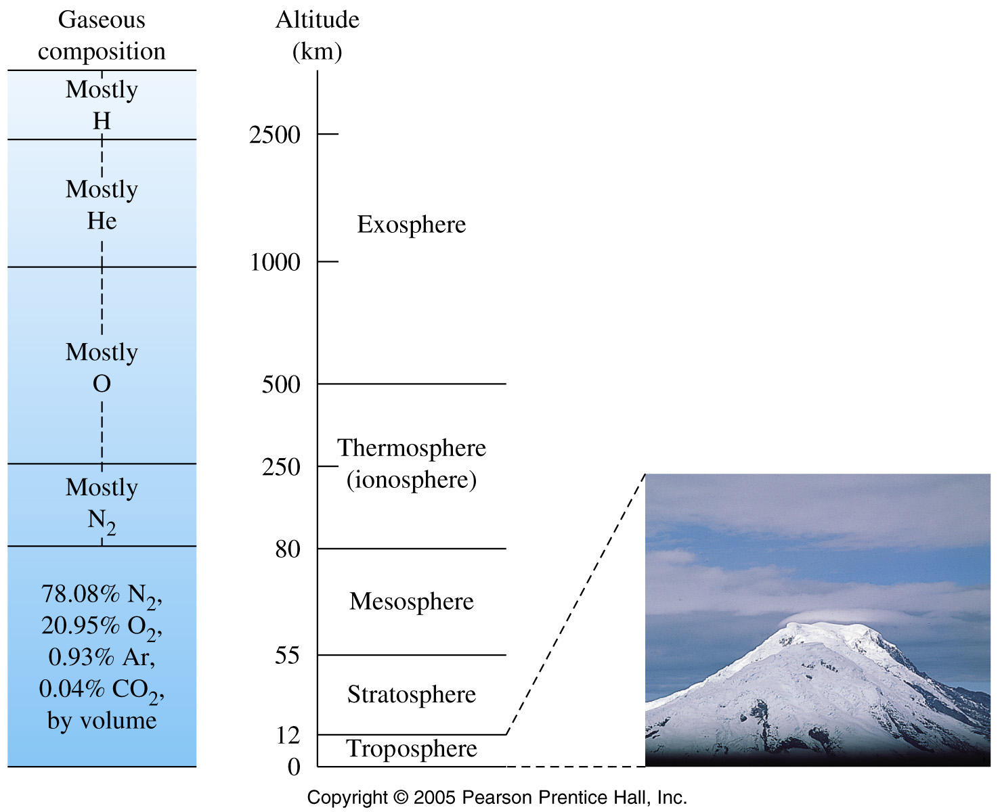 Gaseous
composition
Mostly
H
Mostly
He
Mostly
O
Mostly
N₂
78.08% N₂,
20.95% O₂,
0.93% Ar,
0.04% CO₂,
by volume
Altitude
(km)
2500
1000
500
250
80
55
12
0
Exosphere
Thermosphere
(ionosphere)
Mesosphere
Stratosphere
Troposphere
Copyright © 2005 Pearson Prentice Hall, Inc.